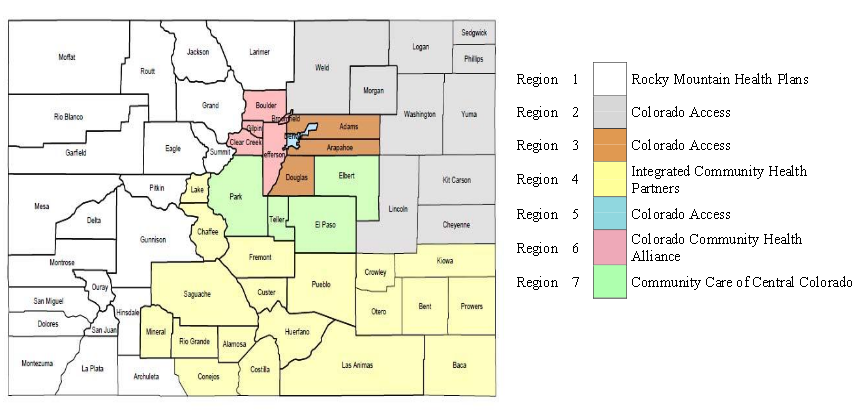 Sedgwick
Logan
Phillips
Jackson
Larimer
Moffat
Routt
Weld
Morgan
Grand
Boulder
Washington
Yuma
Rio Blanco
Gilpin
Adams
Clear Creek
Arapahoe
Eagle
Summit
Garfield
Jefferson
Douglas
Elbert
Kit Carson
Pitkin
Lake
Park
Mesa
Lincoln
Delta
Teller
Cheyenne
El Paso
Chaffee
Gunnison
Fremont
Kiowa
Montrose
Crowley
Pueblo
Ouray
Saguache
Custer
San Miguel
Otero
Bent
Prowers
Hinsdale
Dolores
San Juan
Mineral
Huerfano
Rio Grande
Alamosa
Montezuma
La Plata
Las Animas
Baca
Costilla
Archuleta
Conejos
Region 1 Rocky Mountain Health Plans
Region 2 Colorado Access
Region 3 Colorado Access
Region 4 Integrated Community Health
Partners
Region 5 Colorado Access
Region 6 Colorado Community Health
Alliance
Region 7 Community Care of Central Colorado